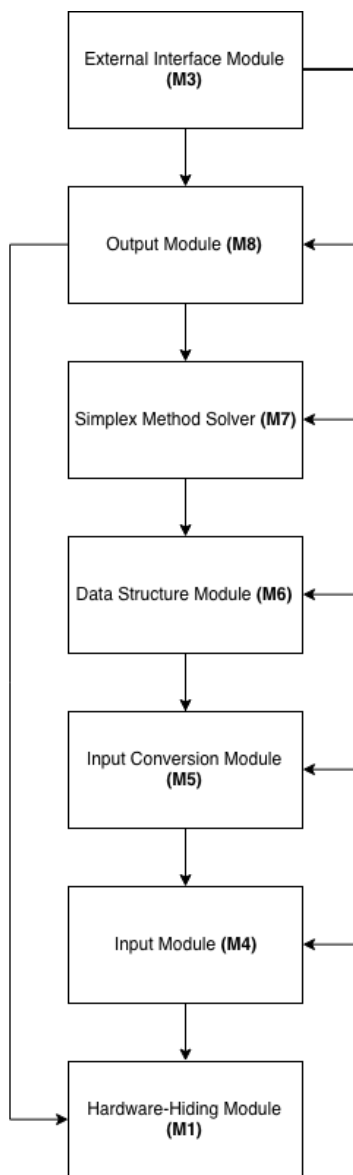 External Interface Module
(M3)
Output Module (M8)
Simplex Method Solver (M7)
Data Structure Module (M6)
Input Conversion Module
(M5)
Input Module (M4)
Hardware-Hiding Module
(M1)